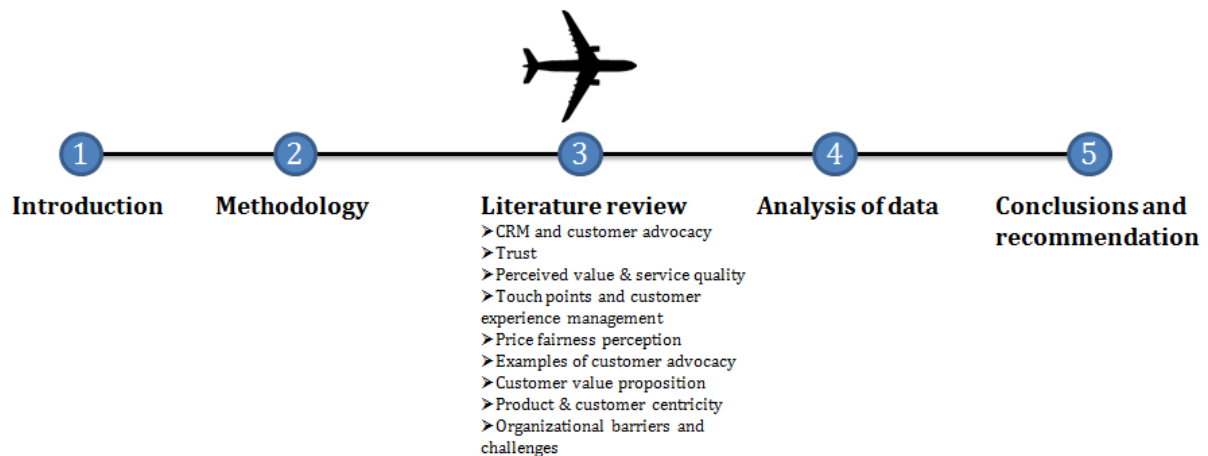 1
2
3
4
5
Introduction
Methodology
Literature review
➤CRM and customer advocacy
➤Trust
➤Perceived value & service quality
➤Touch points and customer
experience management
➤Price fairness perception
➤Examples of customer advocacy
➤Customer value proposition
➤Product & customer centricity
➤Organizational barriers and
challenges
Analysis of data
Conclusions and
recommendation